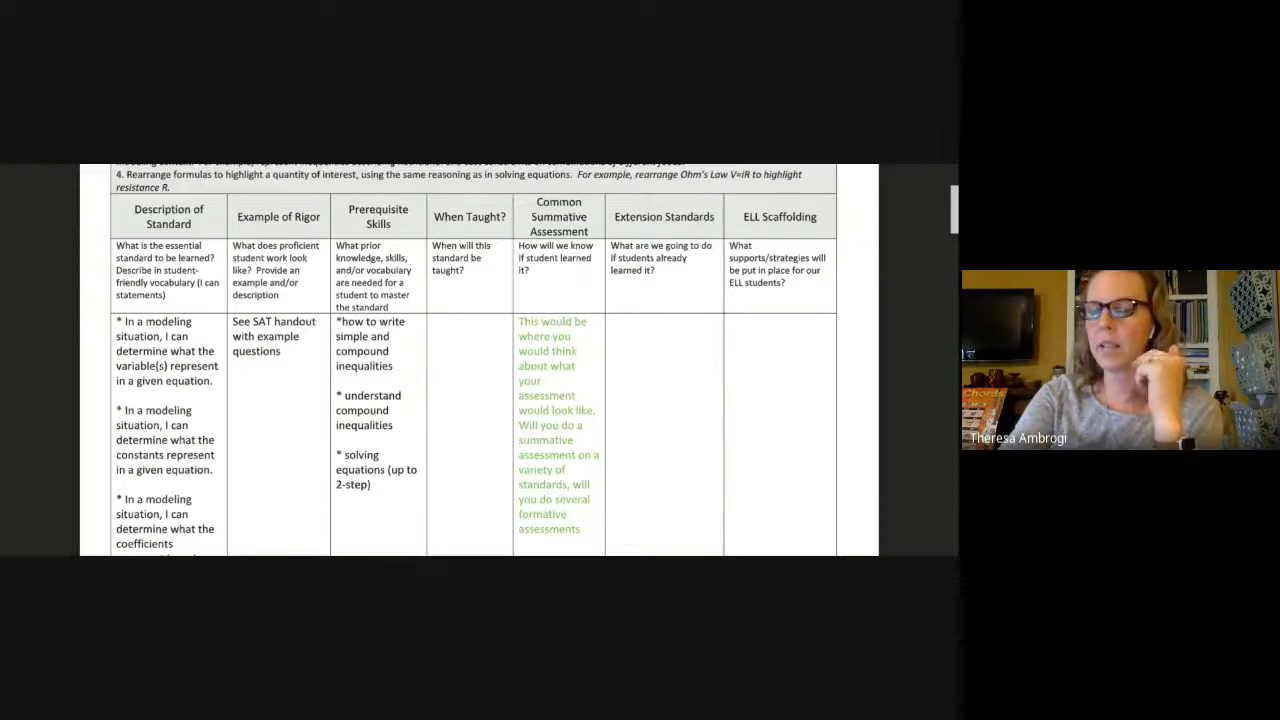 4. Rearrange formulas to highlight a quantity of interest, using the same reasoning as in solving equations. For example, rearrange Ohm's Law V=IR to highlight
resistance R.
Description of
Standard
Example of Rigor
Prerequisite
Skills
When Taught?
Common
Summative
Assessment
Extension Standards
ELL Scaffolding
What is the essential
standard to be learned?
Describe in student-
friendly vocabulary (I can
statements)
What does proficient
student work look
like? Provide an
example and/or
description
What prior
knowledge, skills,
and/or vocabulary
are needed for a
student to master
the standard
When will this
standard be
taught?
How will we know
if student learned
it?
What are we going to do
if students already
learned it?
What
supports/strategies will
be put in place for our
ELL students?
* In a modeling
situation, I can
determine what the
variable(s) represent
in a given equation.
* In a modeling
situation, I can
determine what the
constants represent
in a given equation.
* In a modeling
situation, I can
determine what the
coefficients
See SAT handout
with example
questions
*how to write
simple and
compound
inequalities
* understand
compound
inequalities
* solving
equations (up to
2-step)
This would be
where you
would think
about what
your
assessment
would look like.
Will you do a
summative
assessment on a
variety of
standards, will
you do several
formative
assessments
Chords
Theresa Ambrogi